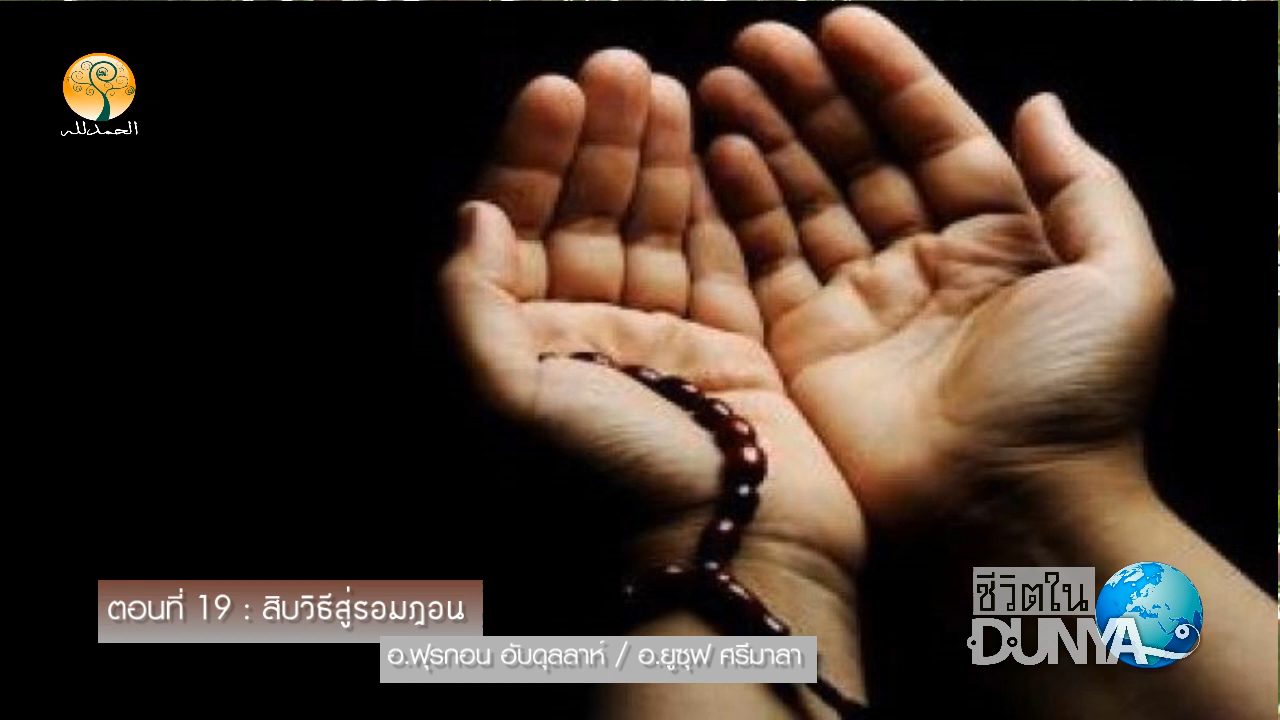 الحمدلله
ตอนที่ 19 : สิบวิธีสู่รอมฎอน
อ.ฟุรกอน อับดุลลาห์ / อ.ยูซุฟ ศรีมาลา
ชีวิตใน
DUNYA